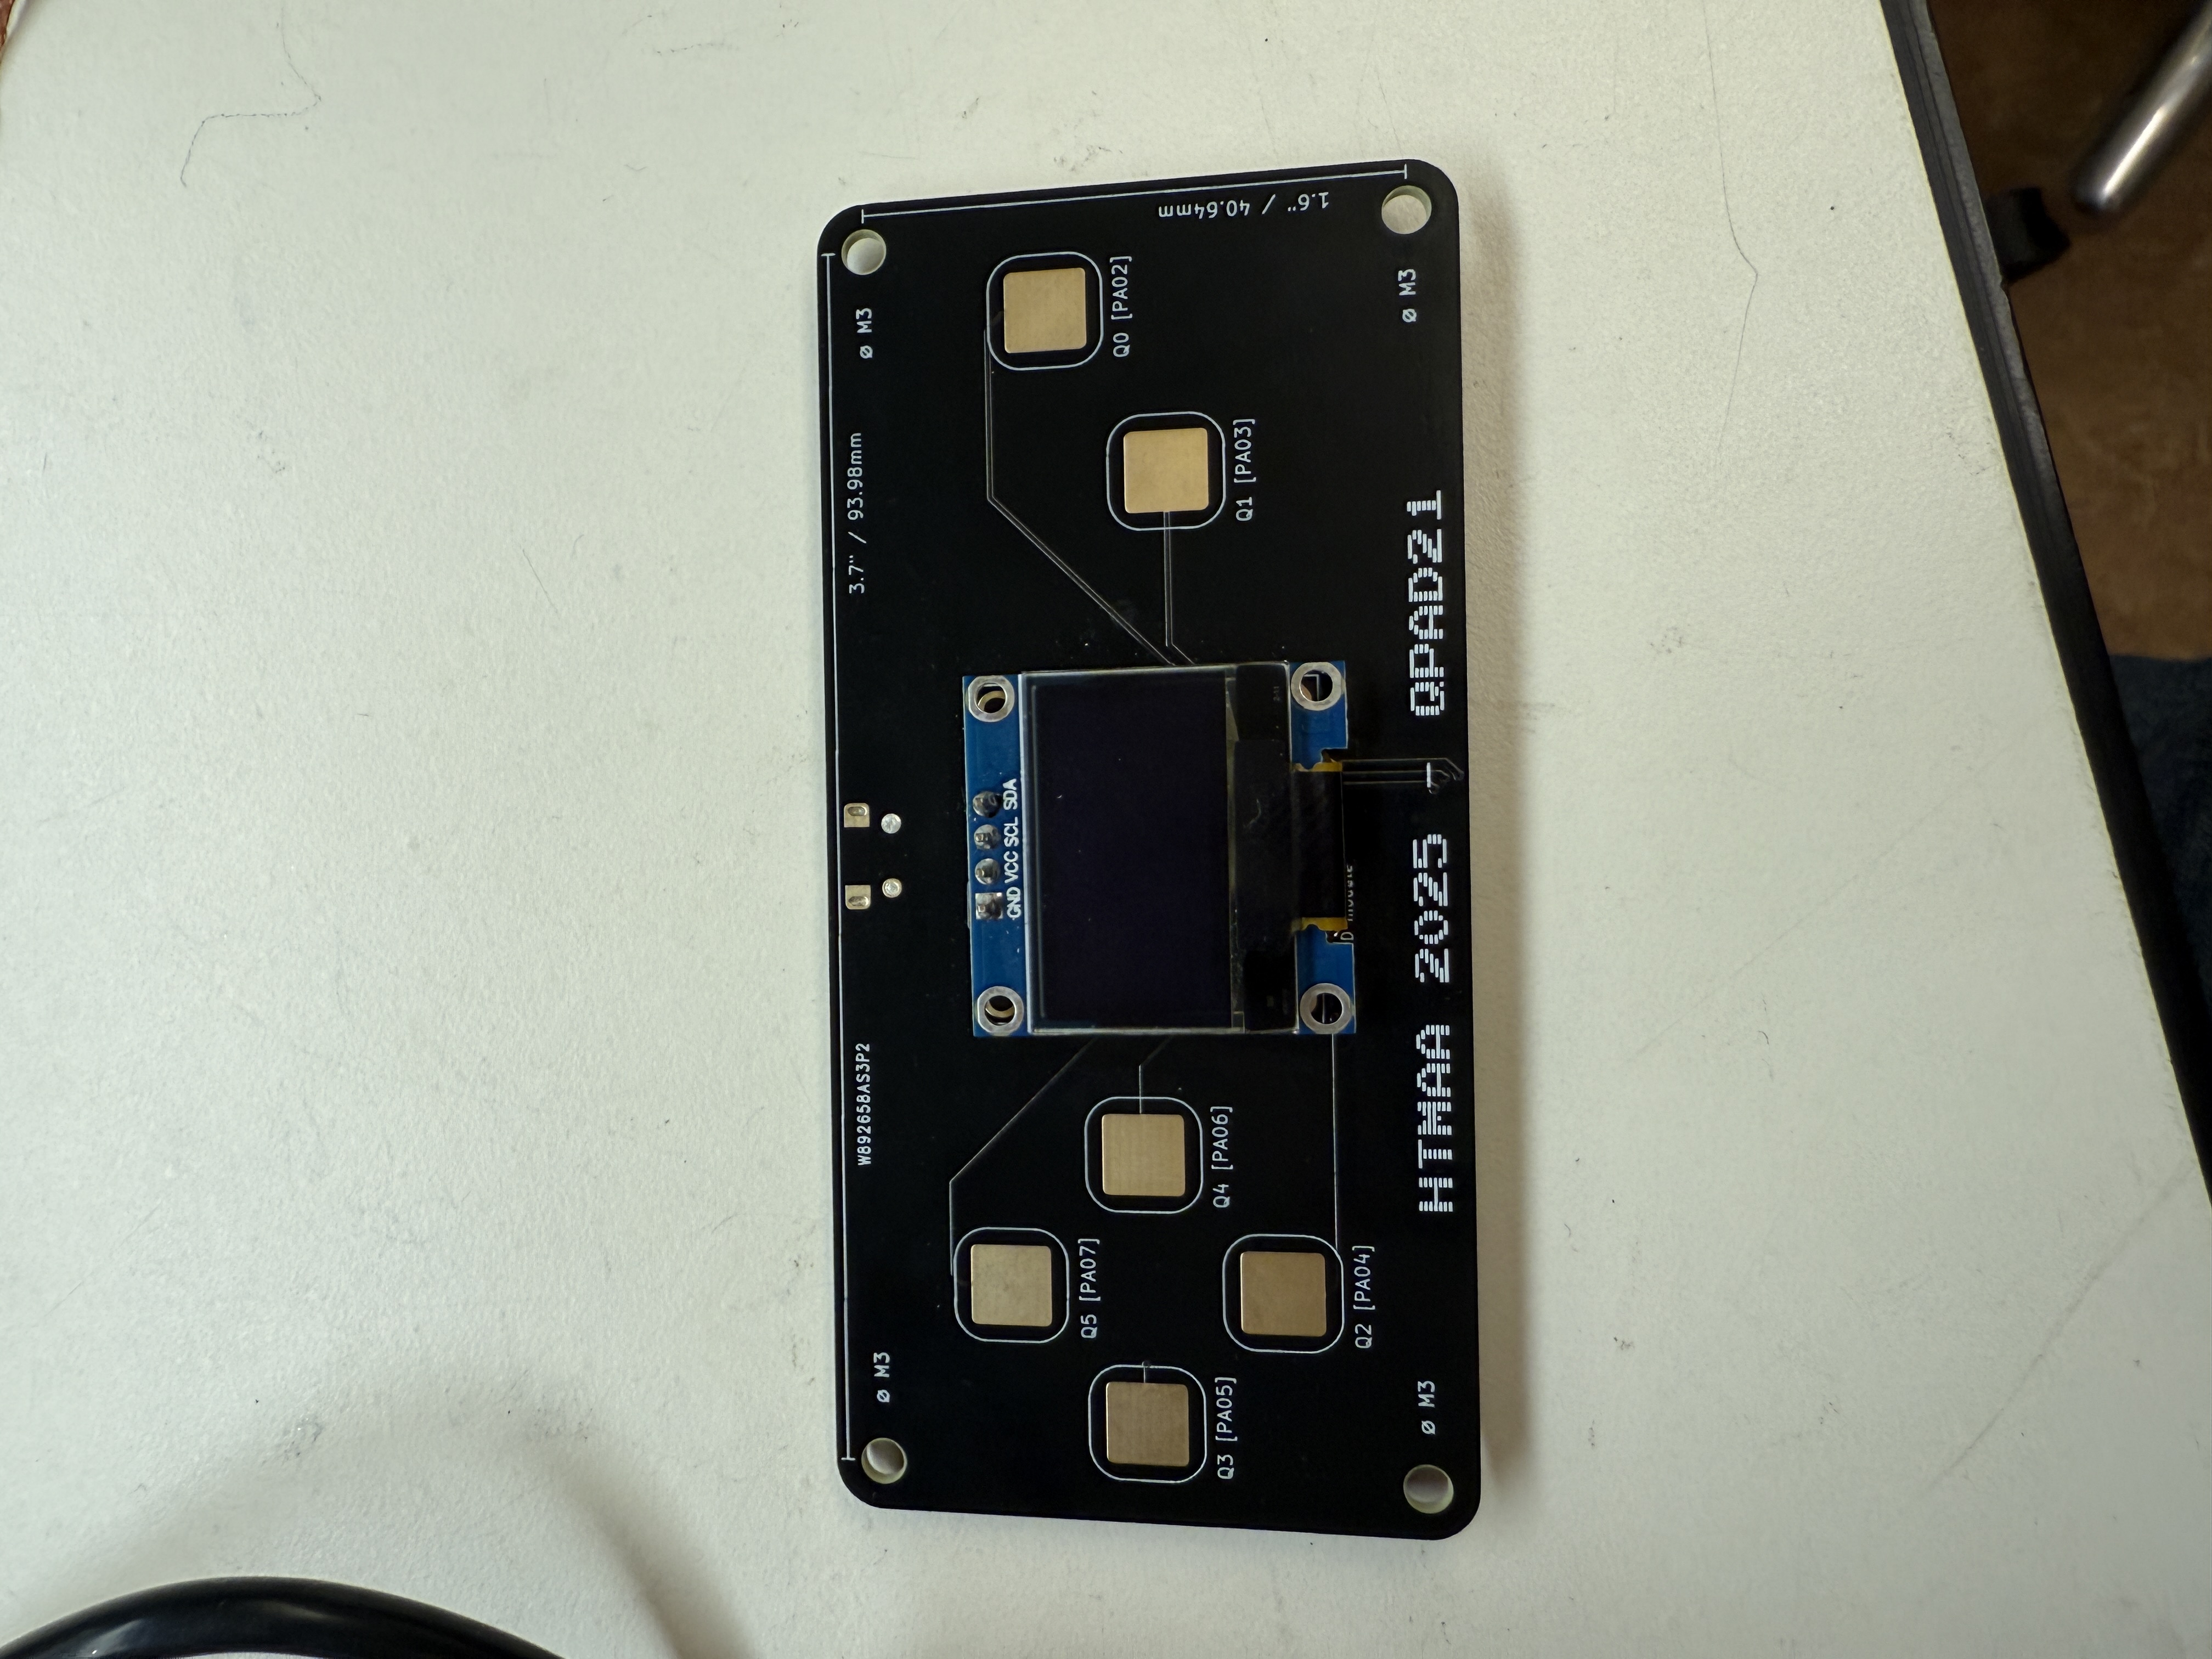 W892658AS3P2
3.7" / 93.98mm
ø M3
ø M3
GND VCC SCL SDA
Q5 [PA07]
Q0 [PA02]
Q3 [PA05]
Q4 [PA06]
Q1 [PA03]
1.6" / 40.64mm
Q2 [PA04]
D module
ø M3
ø M3
HTMAA 2025
QPAD21